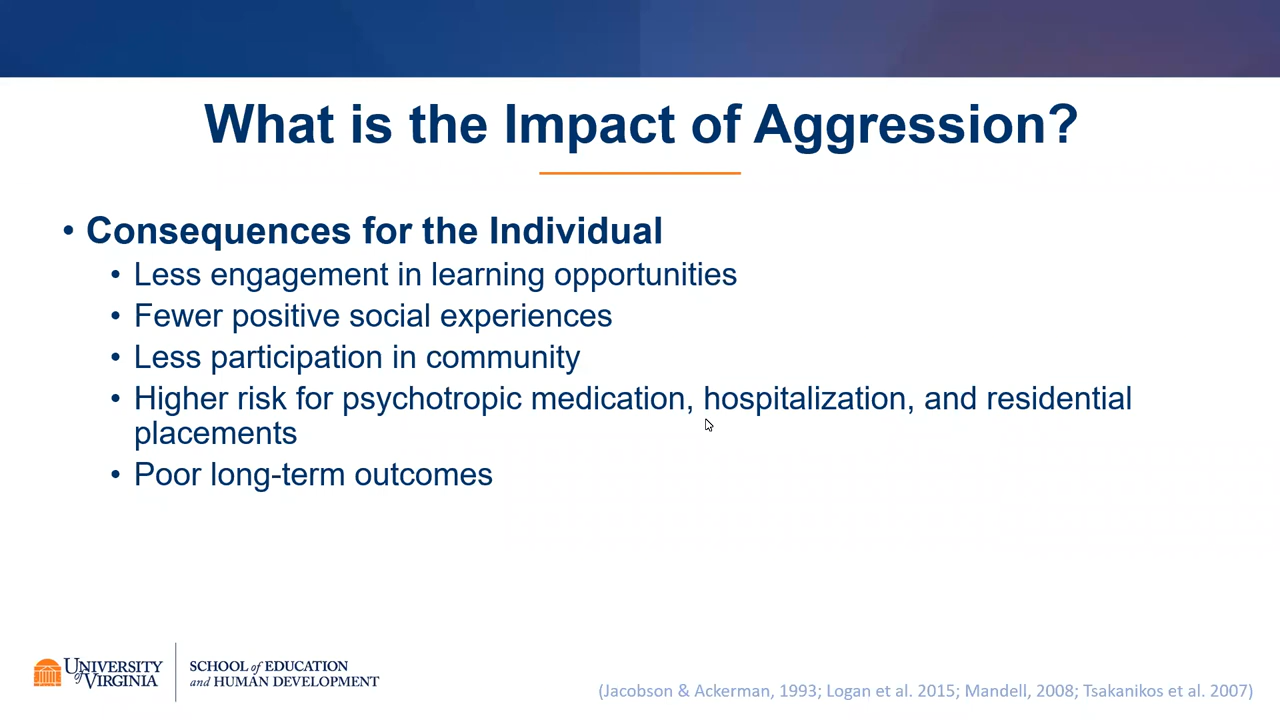 What is the Impact of Aggression?
• Consequences for the Individual
• Less engagement in learning opportunities
• Fewer positive social experiences
• Less participation in community
• Higher risk for psychotropic medication, hospitalization, and residential
placements
• Poor long-term outcomes
UNIVERSITY
of VIRGINIA
SCHOOL of EDUCATION
and HUMAN DEVELOPMENT
(Jacobson & Ackerman, 1993; Logan et al. 2015; Mandell, 2008; Tsakanikos et al. 2007)